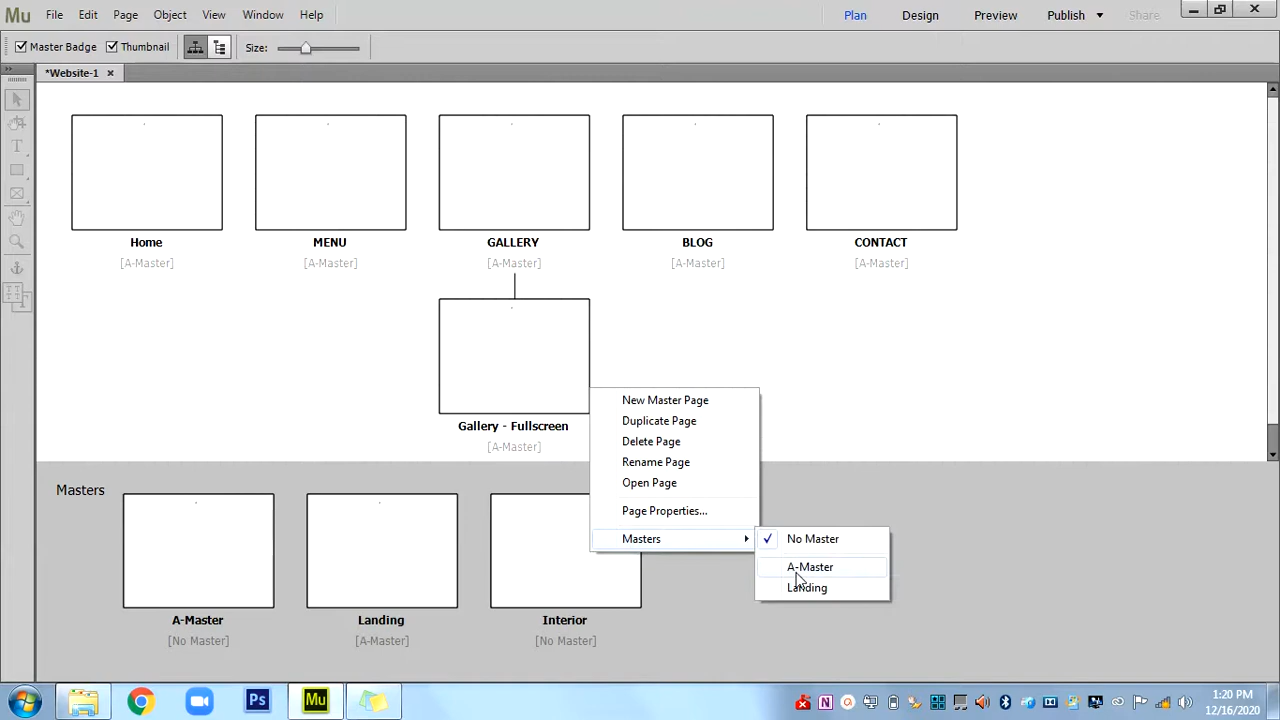 Mu File Edit Page Object View Window Help Plan Design Preview Publish Share
Master Badge Thumbnail Size:
*Website-1
Home MENU GALLERY BLOG CONTACT
[A-Master] [A-Master] [A-Master] [A-Master] [A-Master]
Gallery - Fullscreen
[A-Master]
New Master Page
Duplicate Page
Delete Page
Rename Page
Open Page
Page Properties...
Masters
No Master
A-Master
Landing
Masters
A-Master Landing Interior
[No Master] [A-Master] [No Master]
Ps Mu N 1:20 PM
12/16/2020